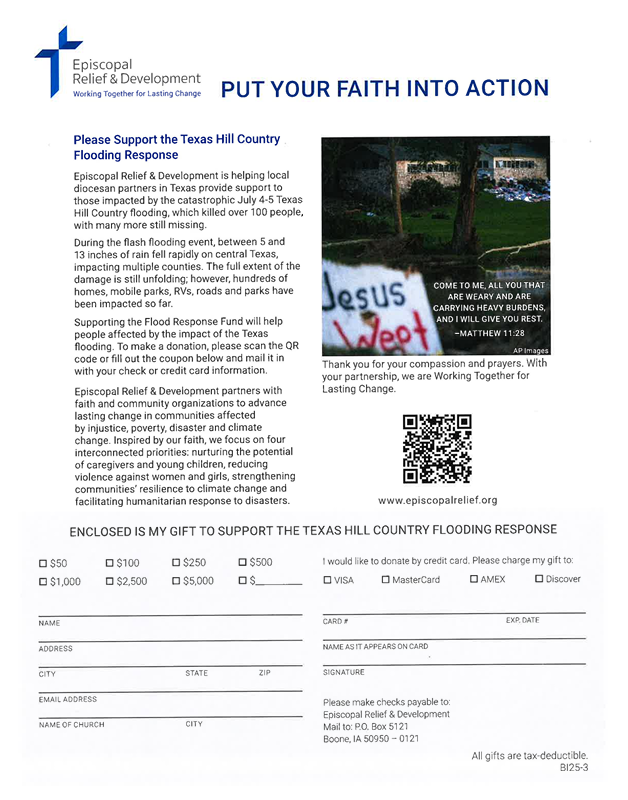 Episcopal
Relief & Development
Working Together for Lasting Change
PUT YOUR FAITH INTO ACTION
Please Support the Texas Hill Country
Flooding Response
Episcopal Relief & Development is helping local
diocesan partners in Texas provide support to
those impacted by the catastrophic July 4-5 Texas
Hill Country flooding, which killed over 100 people,
with many more still missing.
During the flash flooding event, between 5 and
13 inches of rain fell rapidly on central Texas,
impacting multiple counties. The full extent of the
damage is still unfolding; however, hundreds of
homes, mobile parks, RVs, roads and parks have
been impacted so far.
Supporting the Flood Response Fund will help
people affected by the impact of the Texas
flooding. To make a donation, please scan the QR
code or fill out the coupon below and mail it in
with your check or credit card information.
Episcopal Relief & Development partners with
faith and community organizations to advance
lasting change in communities affected
by injustice, poverty, disaster and climate
change. Inspired by our faith, we focus on four
interconnected priorities: nurturing the potential
of caregivers and young children, reducing
violence against women and girls, strengthening
communities' resilience to climate change and
facilitating humanitarian response to disasters.
Jesus
Wept
COME TO ME, ALL YOU THAT
ARE WEARY AND ARE
CARRYING HEAVY BURDENS,
AND I WILL GIVE YOU REST.
–MATTHEW 11:28
AP Images
Thank you for your compassion and prayers. With
your partnership, we are Working Together for
Lasting Change.
www.episcopalrelief.org
ENCLOSED IS MY GIFT TO SUPPORT THE TEXAS HILL COUNTRY FLOODING RESPONSE
☐ $50 ☐ $100 ☐ $250 ☐ $500
☐ $1,000 ☐ $2,500 ☐ $5,000 ☐ $______
NAME
ADDRESS
CITY STATE ZIP
EMAIL ADDRESS
NAME OF CHURCH CITY
I would like to donate by credit card. Please charge my gift to:
☐ VISA ☐ MasterCard ☐ AMEX ☐ Discover
CARD # EXP. DATE
NAME AS IT APPEARS ON CARD
SIGNATURE
Please make checks payable to:
Episcopal Relief & Development
Mail to: P.O. Box 5121
Boone, IA 50950 – 0121
All gifts are tax-deductible.
BI25-3